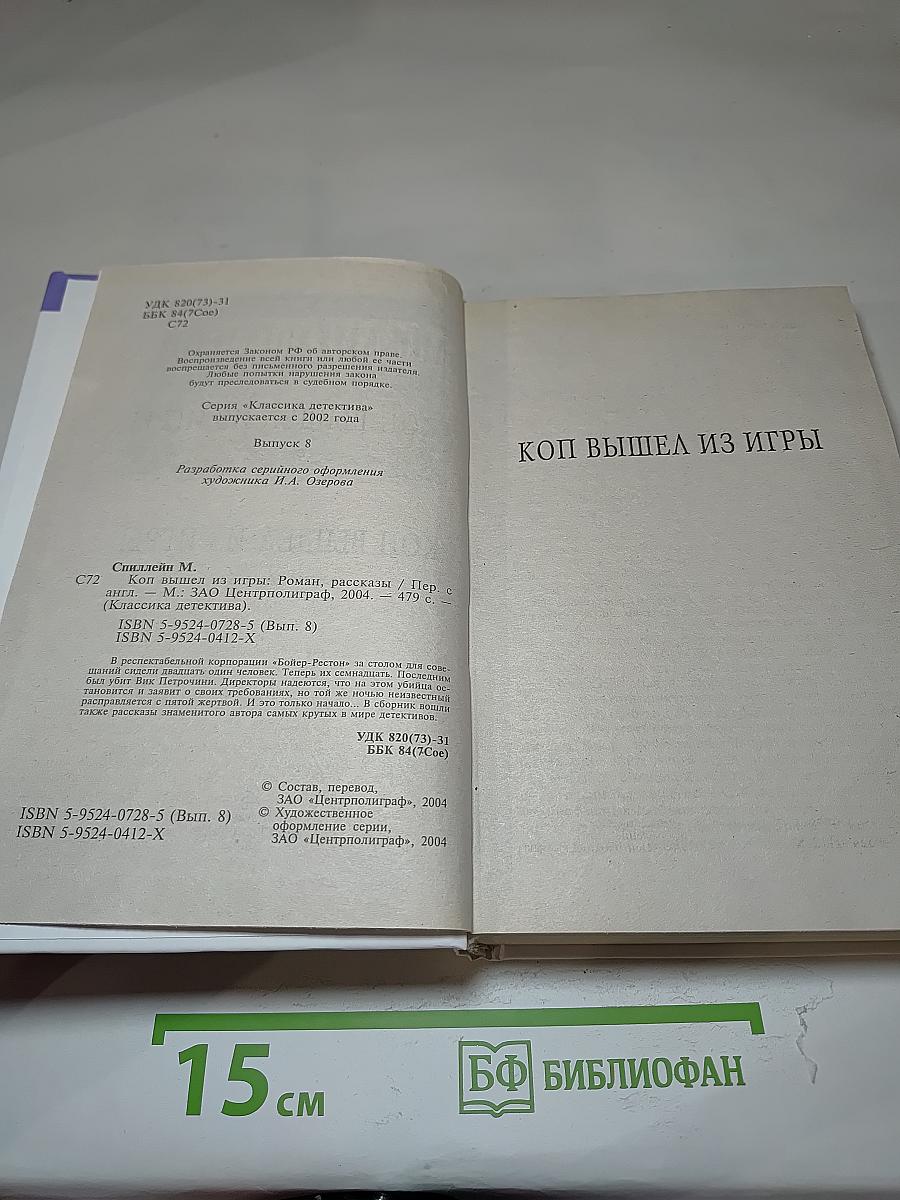 УДК 820(73)-31
ББК 84(7Сое)
С72
Охраняется Законом РФ об авторском праве.
Воспроизведение всей книги или любой ее части
воспрещается без письменного разрешения издателя.
Любые попытки нарушения закона
будут преследоваться в судебном порядке.
Серия «Классика детектива»
выпускается с 2002 года
Выпуск 8
Разработка серийного оформления
художника И.А. Озерова
Спиллейн М.
С72 Коп вышел из игры: Роман, рассказы / Пер. с
англ. — М.: ЗАО Центрполиграф, 2004. — 479 с. —
(Классика детектива).
ISBN 5-9524-0728-5 (Вып. 8)
ISBN 5-9524-0412-X
В респектабельной корпорации «Бойер-Рестон» за столом для сове-
щаний сидели двадцать один человек. Теперь их семнадцать. Последним
был убит Вик Петрочини. Директоры надеются, что на этом убийца ос-
тановится и заявит о своих требованиях, но той же ночью неизвестный
расправляется с пятой жертвой. И это только начало... В сборник вошли
также рассказы знаменитого автора самых крутых в мире детективов.
УДК 820(73)-31
ББК 84(7Сое)
© Состав, перевод,
ЗАО «Центрполиграф», 2004
© Художественное
оформление серии,
ЗАО «Центрполиграф», 2004
ISBN 5-9524-0728-5 (Вып. 8)
ISBN 5-9524-0412-X
КОП ВЫШЕЛ ИЗ ИГРЫ
15 см
БФ БИБЛИОФАН